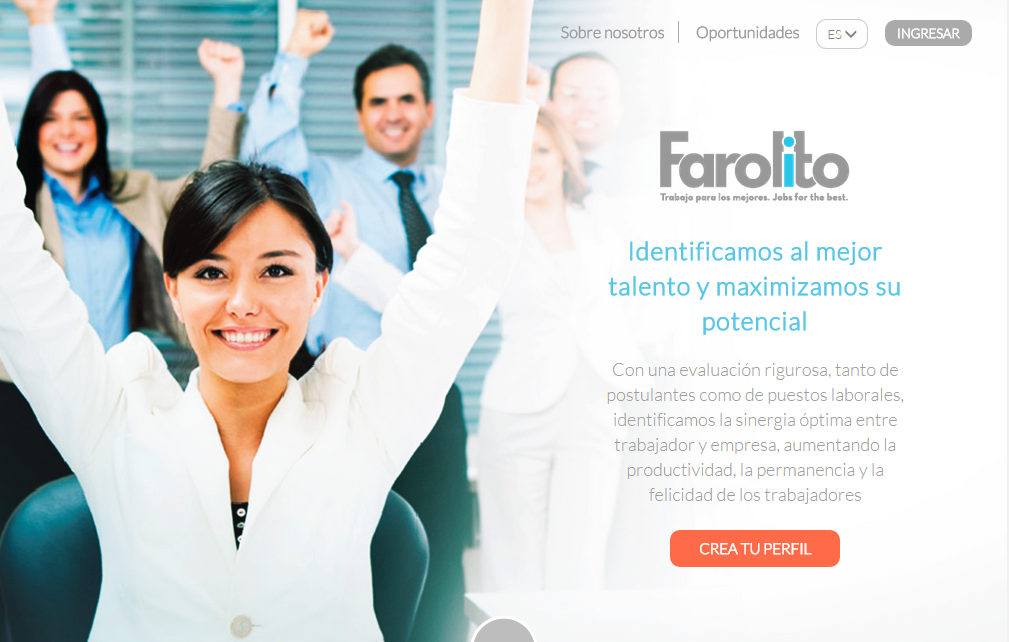 Sobre nosotros
Oportunidades
ES
INGRESAR
Farolito
Trabajo para los mejores. Jobs for the best.
Identificamos al mejor
talento y maximizamos su
potencial
Con una evaluación rigurosa, tanto de
postulantes como de puestos laborales,
identificamos la sinergia óptima entre
trabajador y empresa, aumentando la
productividad, la permanencia y la
felicidad de los trabajadores
CREA TU PERFIL